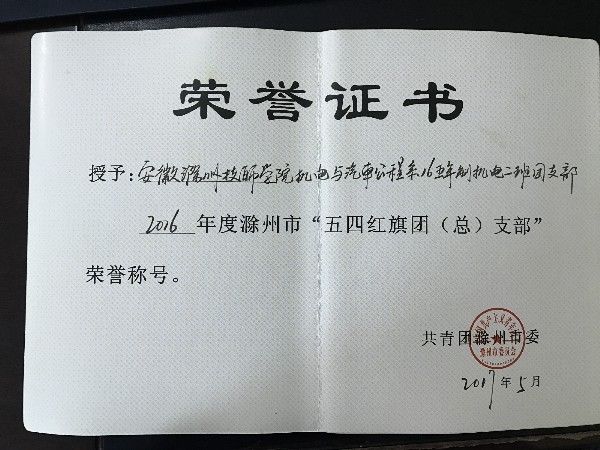 荣誉证书
授予：安徽滁州技师学院机电与汽车工程系16五年制机电二班团支部
2016 年度滁州市“五四红旗团（总）支部”
荣誉称号。
共青团滁州市委
2017年5月